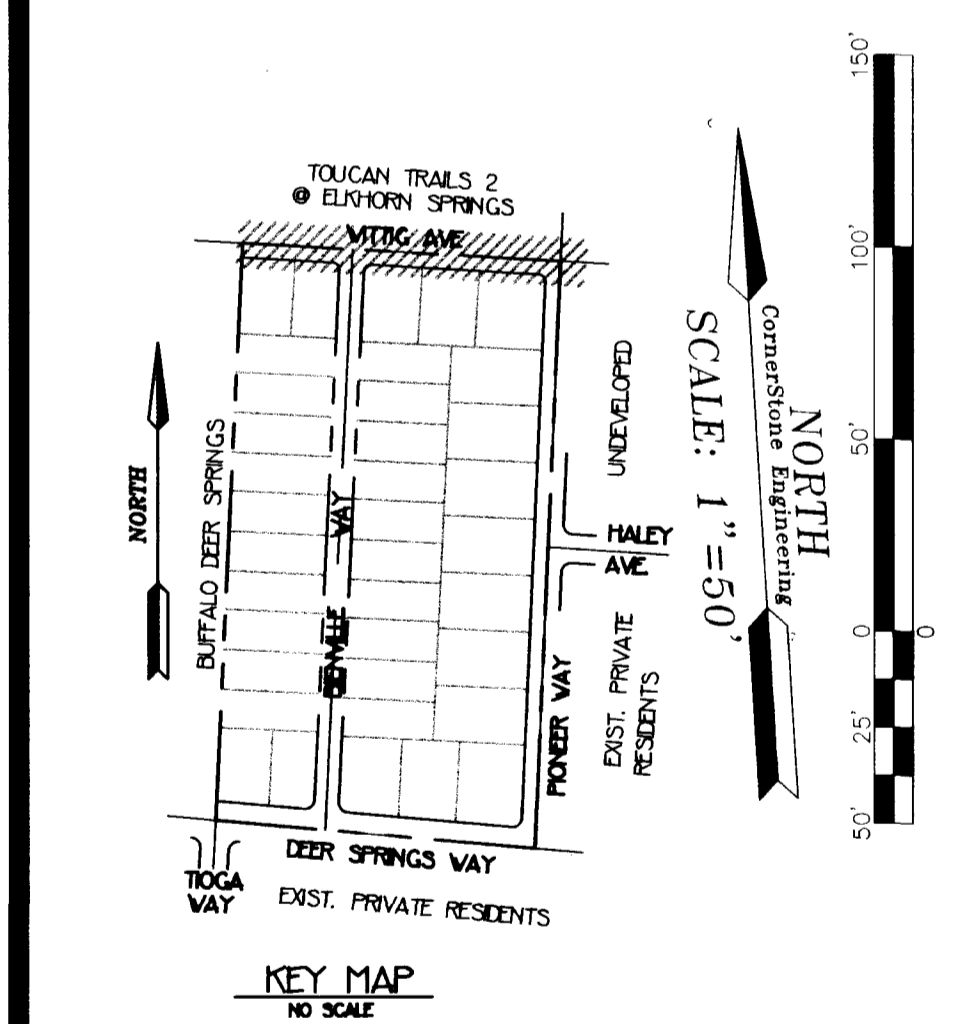 TOUCAN TRAILS 2
@ ELKHORN SPRINGS
WITTIG AVE
NORTH
BUFFALO DEER SPRINGS
WAY
BIENVILLE
UNDEVELOPED
HALEY
AVE.
EXIST. PRIVATE
RESIDENTS
PIONEER WAY
DEER SPRINGS WAY
TIOGA
WAY
EXIST. PRIVATE RESIDENTS
KEY MAP
NO SCALE
NORTH
CornerStone Engineering
SCALE: 1"=50'
150'
100'
50'
0
0
25'
50'